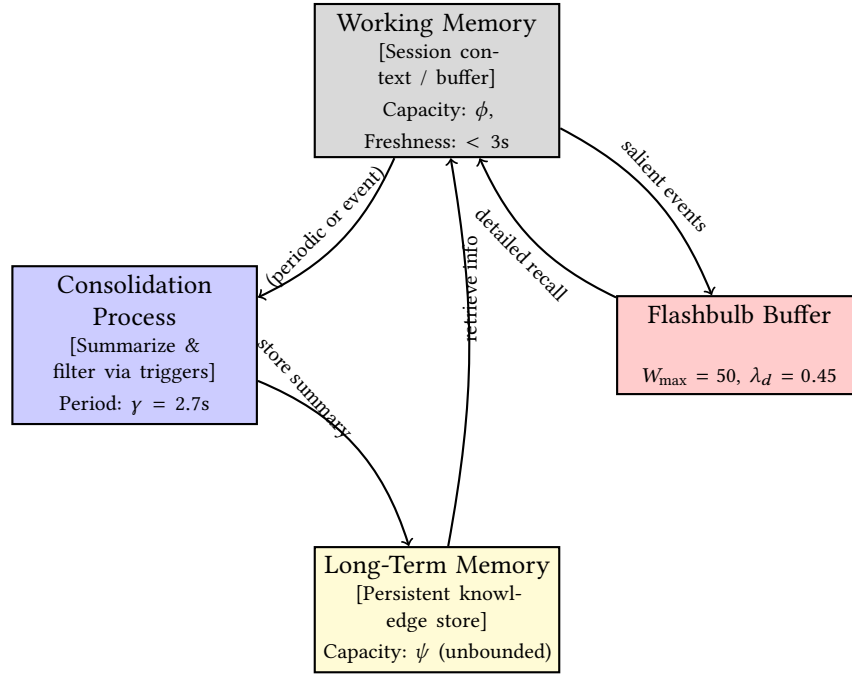 Working Memory
[Session con-
text / buffer]
Capacity: ϕ,
Freshness: < 3s
salient events
(periodic or event)
detailed recall
retrieve info
Consolidation
Process
[Summarize &
filter via triggers]
Period: γ = 2.7s
Flashbulb Buffer
W_max = 50, λ_d = 0.45
store summary
Long-Term Memory
[Persistent knowl-
edge store]
Capacity: ψ (unbounded)